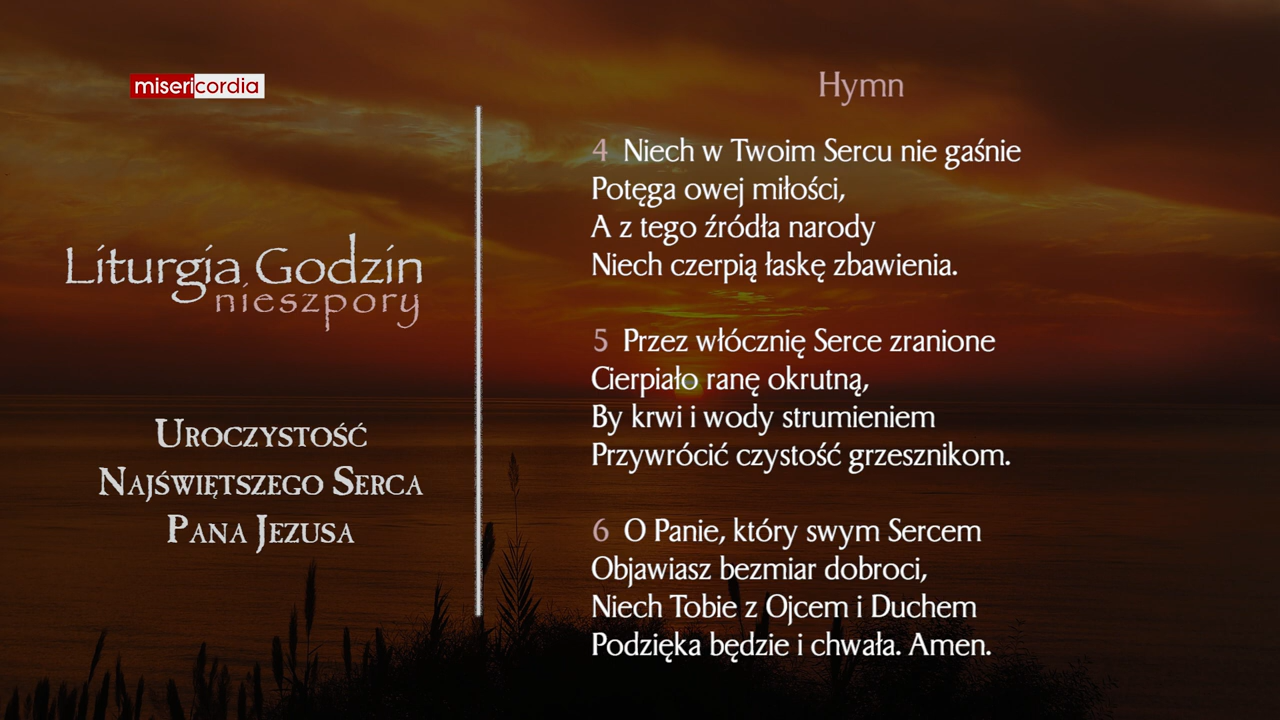 misericordia
Liturgia Godzin
nieszpory
Uroczystość
Najświętszego Serca
Pana Jezusa
Hymn
4 Niech w Twoim Sercu nie gaśnie
Potęga owej miłości,
A z tego źródła narody
Niech czerpią łaskę zbawienia.
5 Przez włócznię Serce zranione
Cierpiało ranę okrutną,
By krwi i wody strumieniem
Przywrócić czystość grzesznikom.
6 O Panie, który swym Sercem
Objawiasz bezmiar dobroci,
Niech Tobie z Ojcem i Duchem
Podzięka będzie i chwała. Amen.